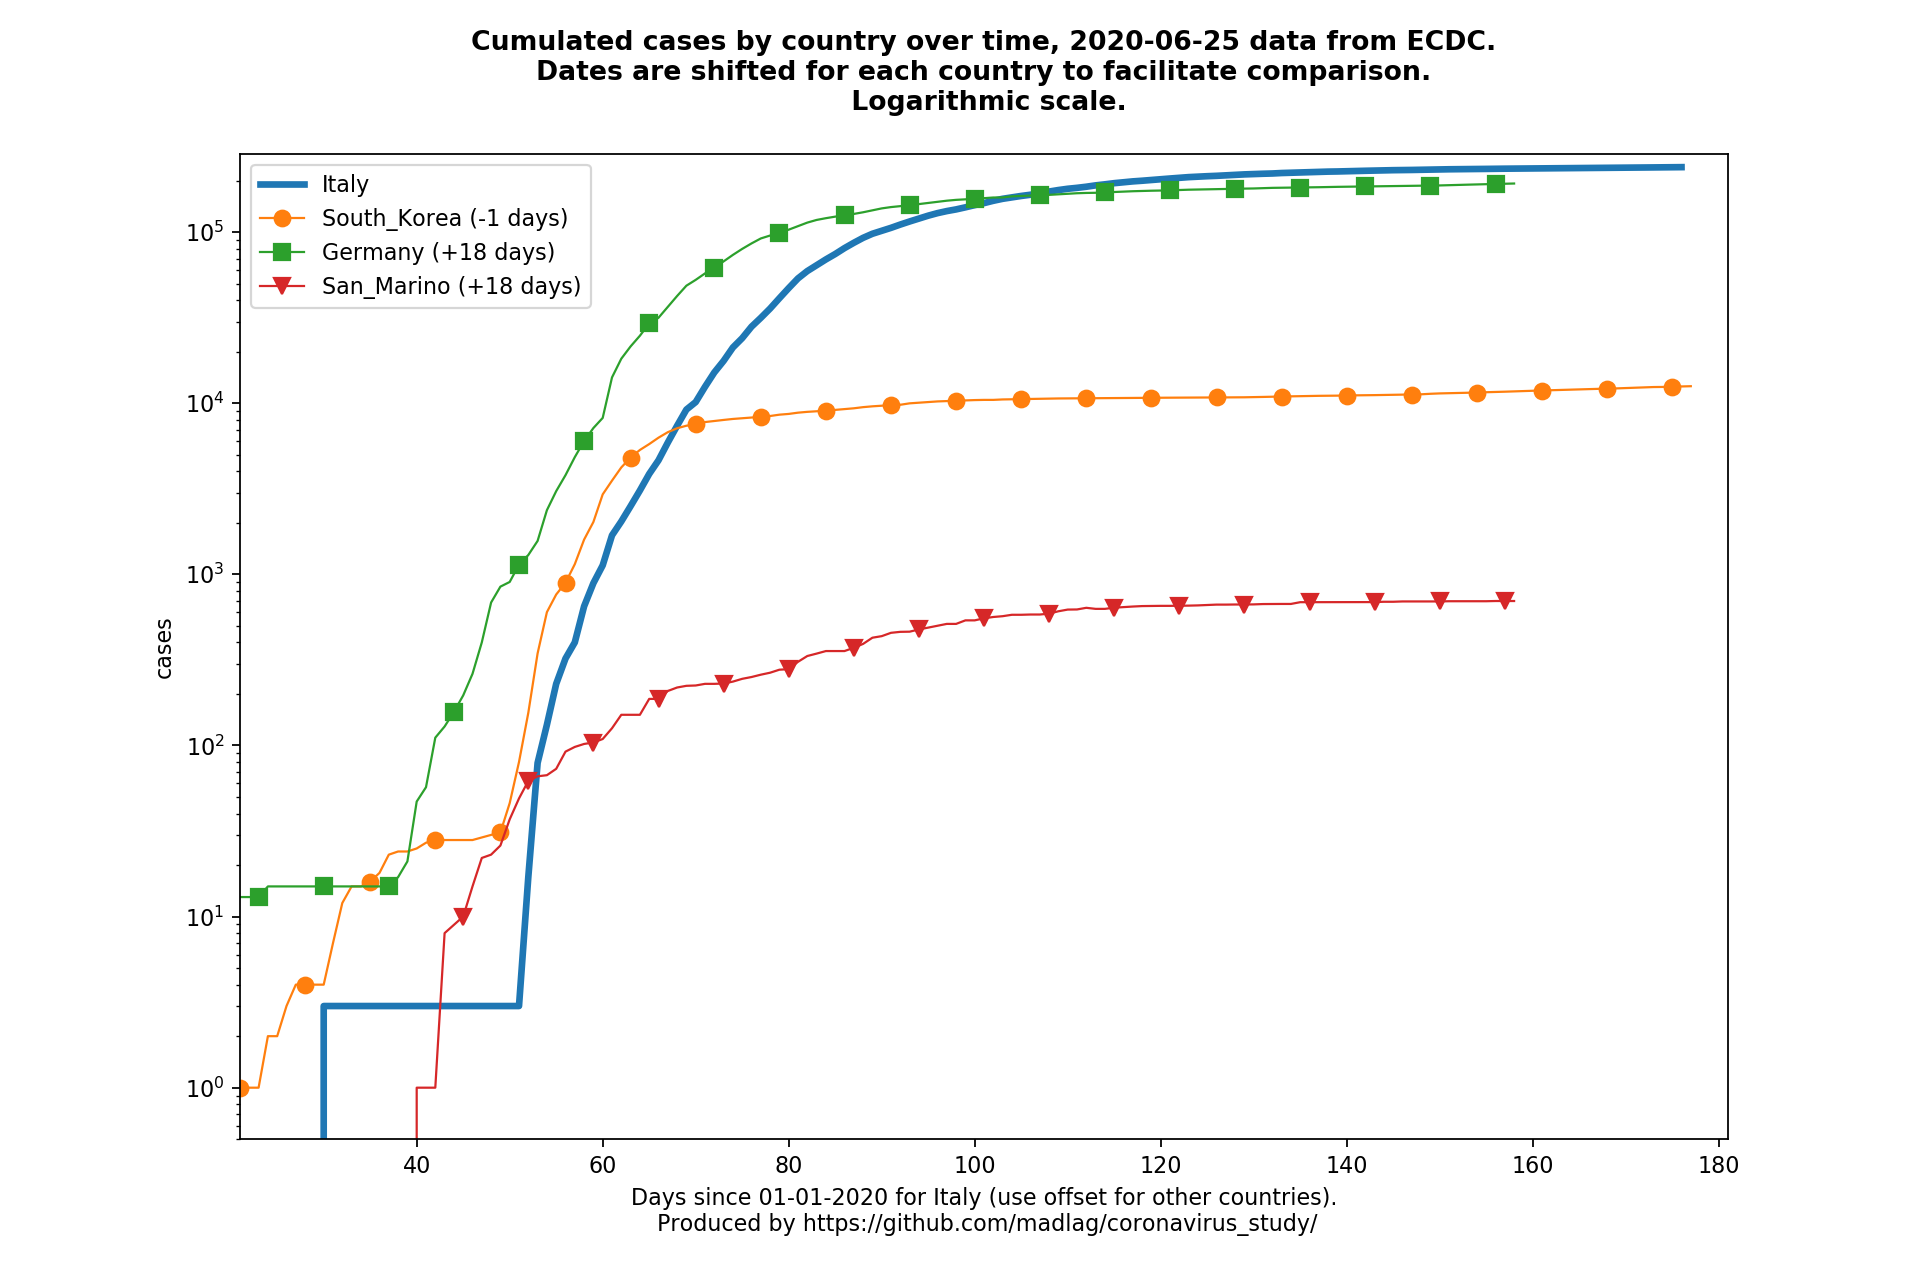 Cumulated cases by country over time, 2020-06-25 data from ECDC.
Dates are shifted for each country to facilitate comparison.
Logarithmic scale.
Italy
South_Korea (-1 days)
Germany (+18 days)
San_Marino (+18 days)
10^5
10^4
10^3
10^2
10^1
10^0
cases
40 60 80 100 120 140 160 180
Days since 01-01-2020 for Italy (use offset for other countries).
Produced by https://github.com/madlag/coronavirus_study/